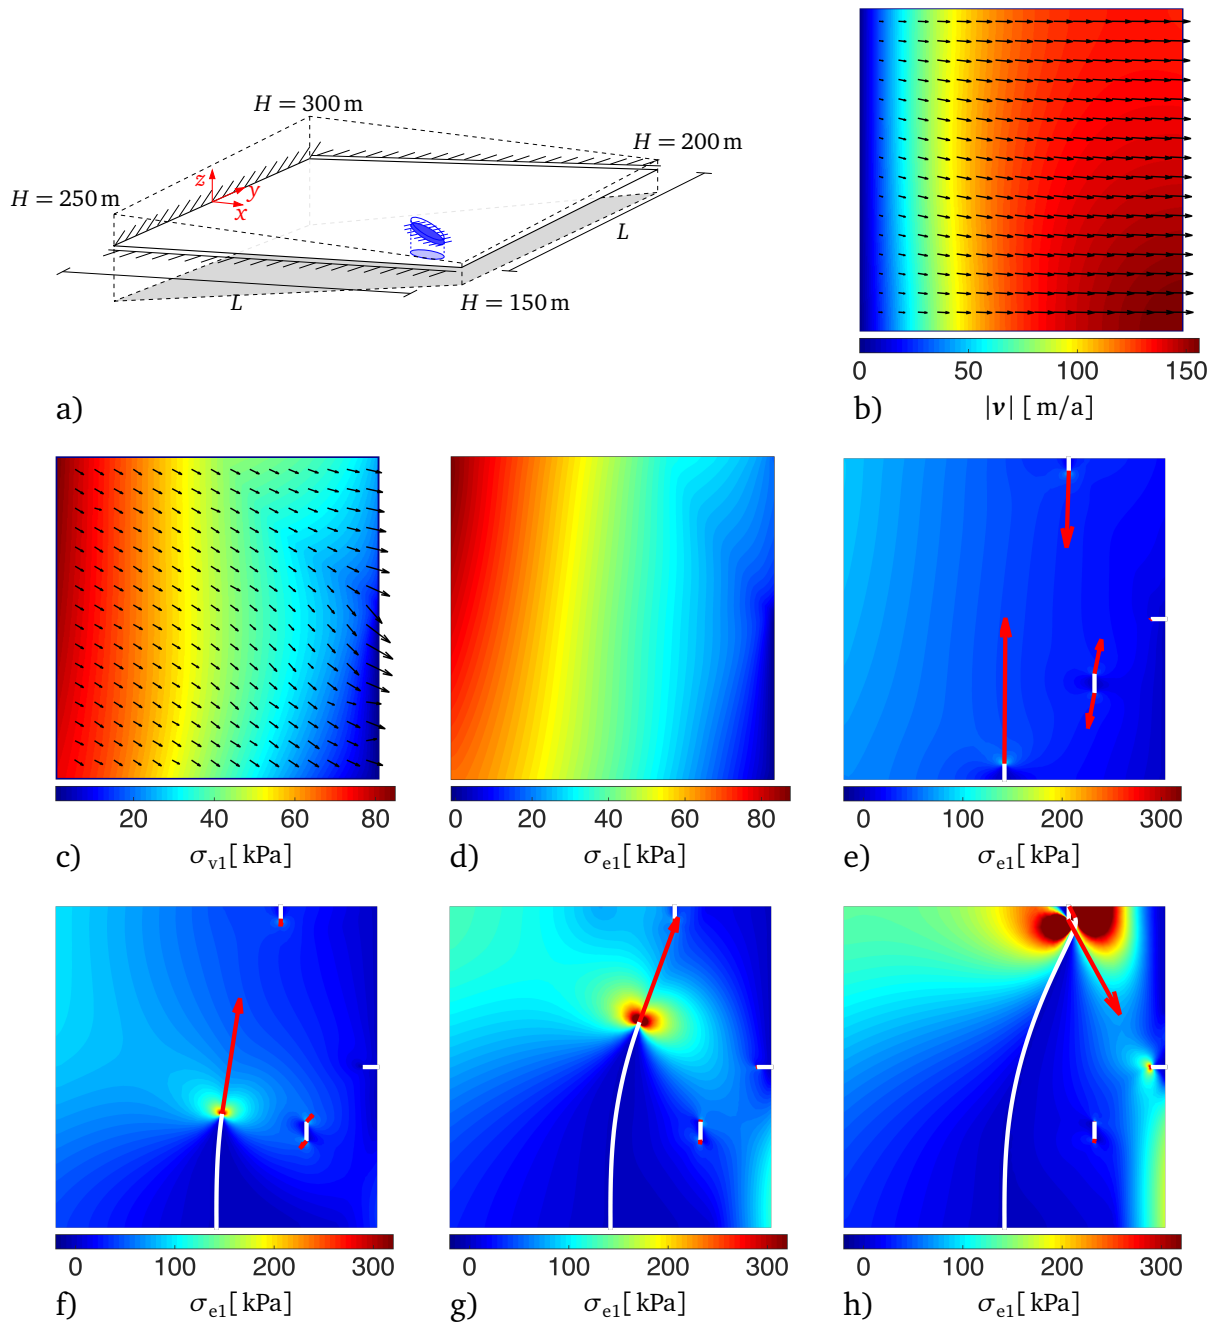 H = 300 m
H = 200 m
H = 250 m
z
y
x
L
L
H = 150 m
a)
0 50 100 150
b) |v| [ m/a]
20 40 60 80
c) σv1[ kPa]
0 20 40 60 80
d) σe1[ kPa]
0 100 200 300
e) σe1[ kPa]
0 100 200 300
f) σe1[ kPa]
0 100 200 300
g) σe1[ kPa]
0 100 200 300
h) σe1[ kPa]